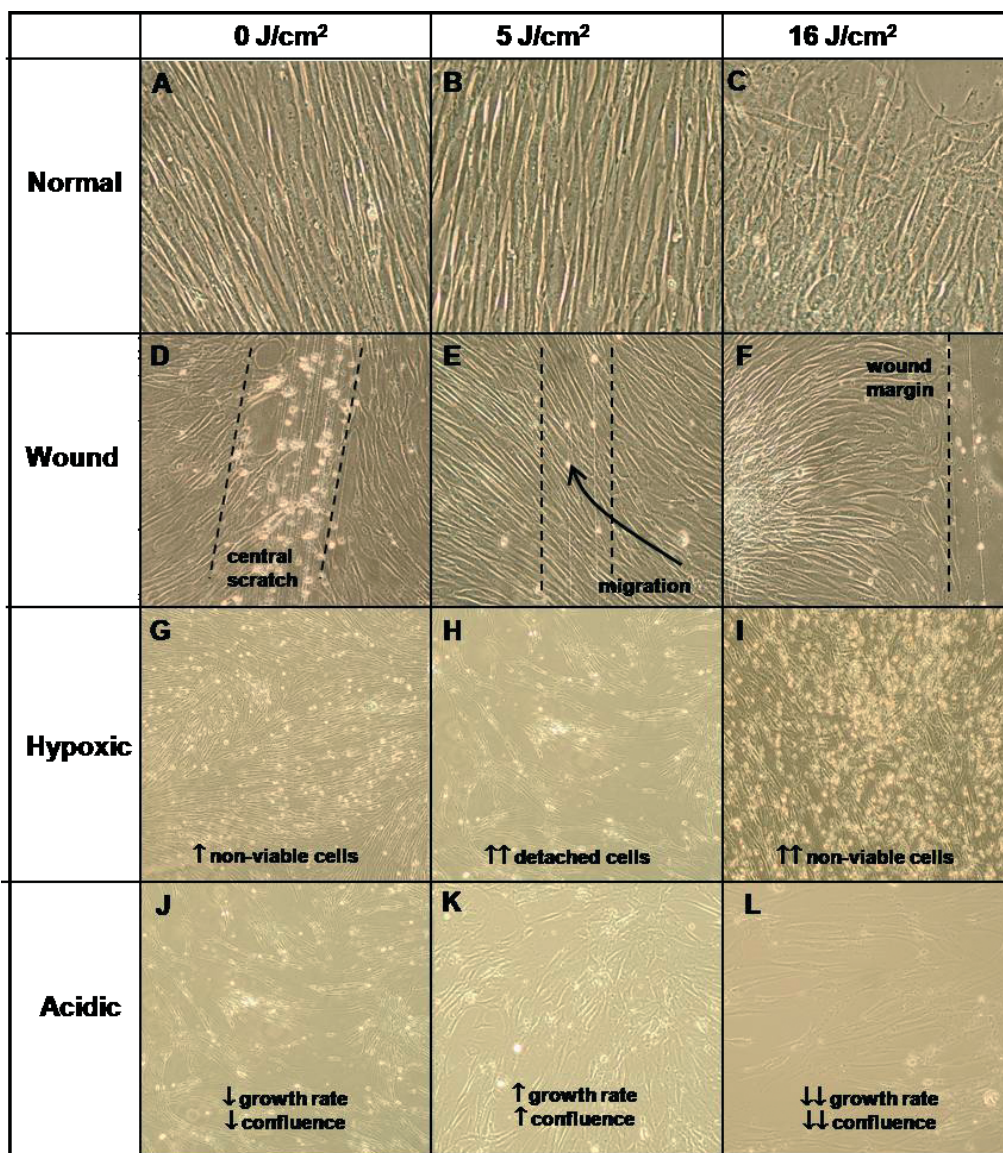 0 J/cm²
5 J/cm²
16 J/cm²
Normal
A
B
C
Wound
D
central
scratch
E
migration
F
wound
margin
Hypoxic
G
↑ non-viable cells
H
↑↑ detached cells
I
↑↑ non-viable cells
Acidic
J
↓ growth rate
↓ confluence
K
↑ growth rate
↑ confluence
L
↓↓ growth rate
↓↓ confluence